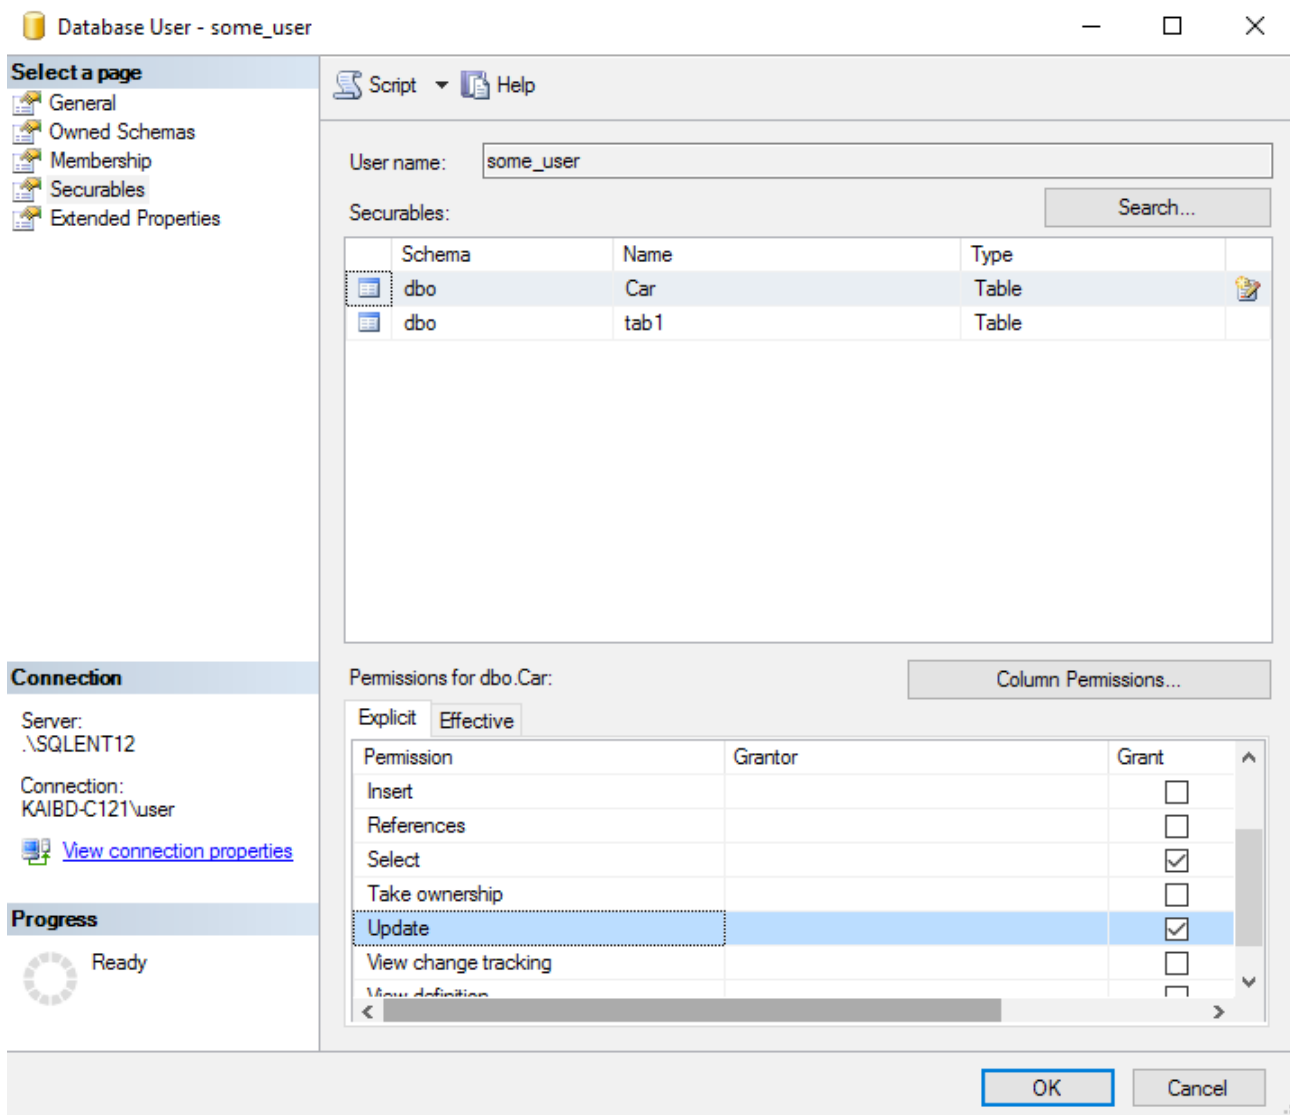 Database User - some_user
Select a page
General
Owned Schemas
Membership
Securables
Extended Properties
Script Help
User name: some_user
Securables: Search...
Schema Name Type
dbo Car Table
dbo tab1 Table
Connection
Server:
.\SQLENT12
Connection:
KAIBD-C121\user
View connection properties
Progress
Ready
Permissions for dbo.Car: Column Permissions...
Explicit Effective
Permission Grantor Grant
Insert
References
Select
Take ownership
Update
View change tracking
View definition
OK Cancel